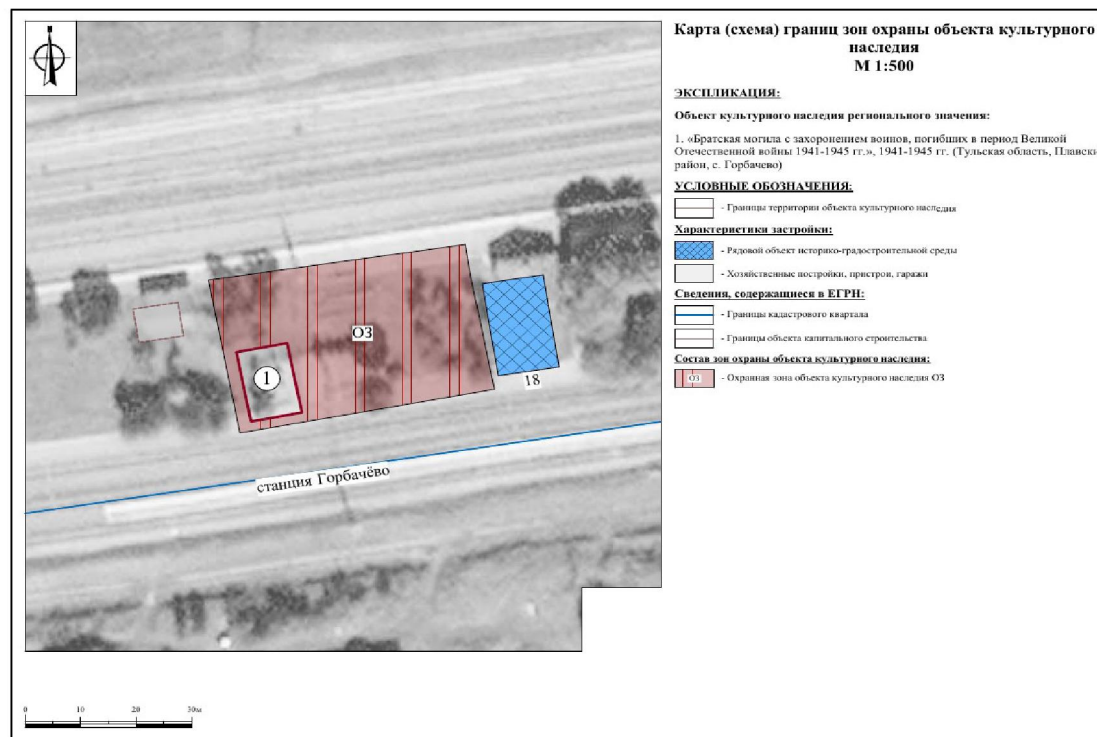 Карта (схема) границ зон охраны объекта культурного
наследия
М 1:500
ЭКСПЛИКАЦИЯ:
Объект культурного наследия регионального значения:
1. «Братская могила с захоронением воинов, погибших в период Великой
Отечественной войны 1941-1945 гг.», 1941-1945 гг. (Тульская область, Плавски
район, с. Горбачево)
УСЛОВНЫЕ ОБОЗНАЧЕНИЯ:
- Границы территории объекта культурного наследия
Характеристики застройки:
- Рядовой объект историко-градостроительной среды
- Хозяйственные постройки, пристрои, гаражи
Сведения, содержащиеся в ЕГРН:
- Границы кадастрового квартала
- Границы объекта капитального строительства
Состав зон охраны объекта культурного наследия:
ОЗ - Охранная зона объекта культурного наследия ОЗ
ОЗ
1
18
станция Горбачёво
0 10 20 30м